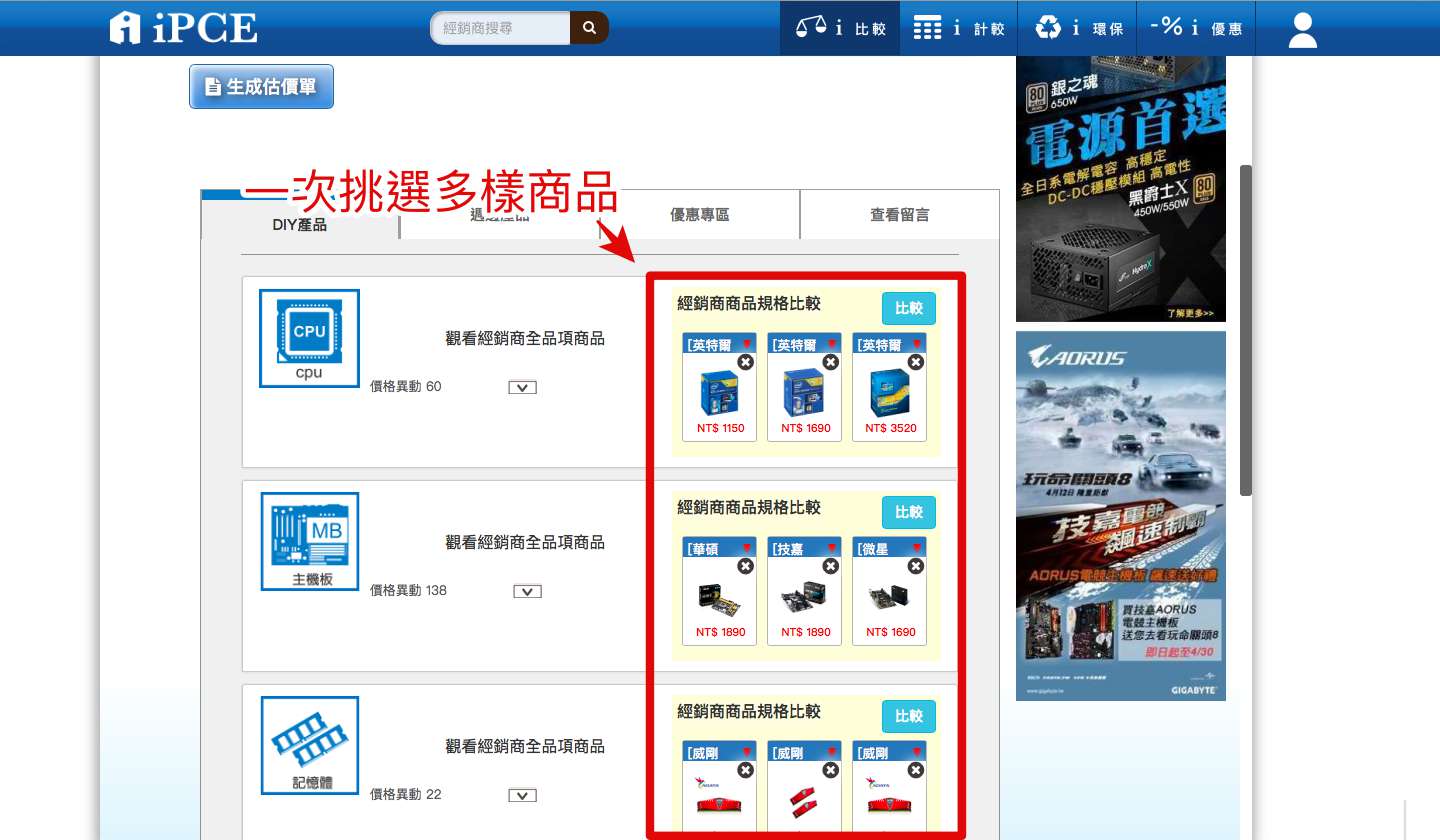 iPCE
經銷商搜尋
i 比較
i 計較
i 環保
-% i 優惠
生成估價單
一次挑選多樣商品
DIY產品
優惠專區
查看留言
CPU
cpu
觀看經銷商全品項商品
價格異動 60
經銷商商品規格比較
比較
[英特爾
[英特爾
[英特爾
NT$ 1150
NT$ 1690
NT$ 3520
MB
主機板
觀看經銷商全品項商品
價格異動 138
經銷商商品規格比較
比較
[華碩
[技嘉
[微星
NT$ 1890
NT$ 1890
NT$ 1690
記憶體
觀看經銷商全品項商品
價格異動 22
經銷商商品規格比較
比較
[威剛
[威剛
[威剛
80
銀之魂
650W
電源首選
全日系電解電容 高穩定
DC-DC穩壓模組 高電性
黑爵士X
80
450W/550W
Hydro X
了解更多>>
AORUS
玩命關頭8
4月12日 隆重鉅獻
技嘉電競
飆速制霸
AORUS電競主機板 飆速送好禮
買技嘉AORUS
電競主機板
送您去看玩命關頭8
即日起至4/30
GIGABYTE